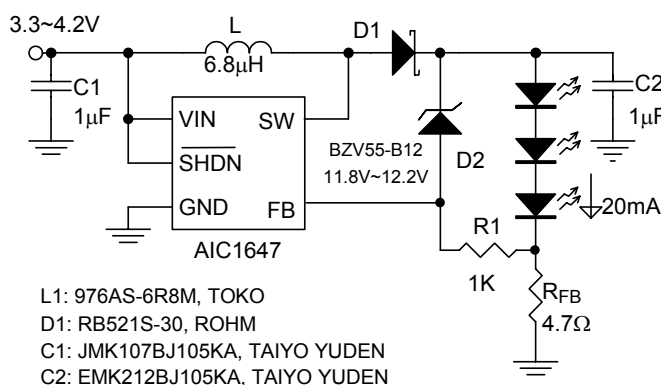 3.3~4.2V
L
6.8μH
D1
C1
1μF
VIN
SW
SHDN
GND
FB
AIC1647
BZV55-B12
11.8V~12.2V
D2
C2
1μF
20mA
R1
1K
RFB
4.7Ω
L1: 976AS-6R8M, TOKO
D1: RB521S-30, ROHM
C1: JMK107BJ105KA, TAIYO YUDEN
C2: EMK212BJ105KA, TAIYO YUDEN